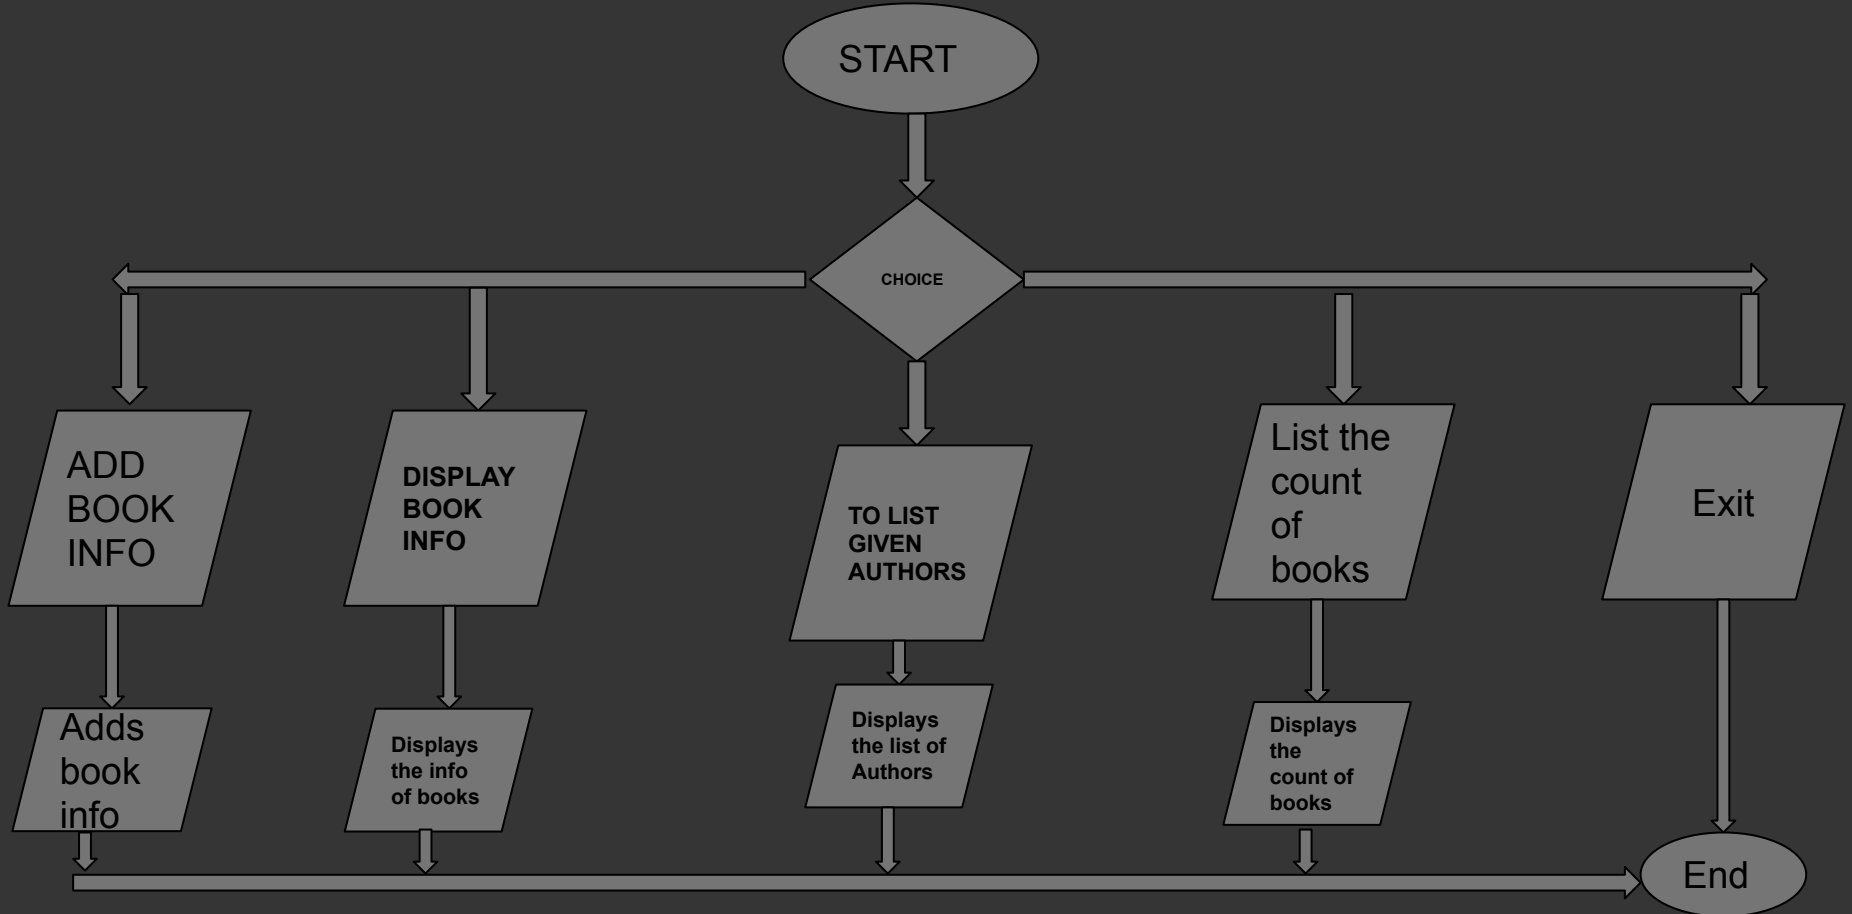 START
CHOICE
ADD
BOOK
INFO
DISPLAY
BOOK
INFO
TO LIST
GIVEN
AUTHORS
List the
count
of
books
Exit
Adds
book
info
Displays
the info
of books
Displays
the list of
Authors
Displays
the
count of
books
End